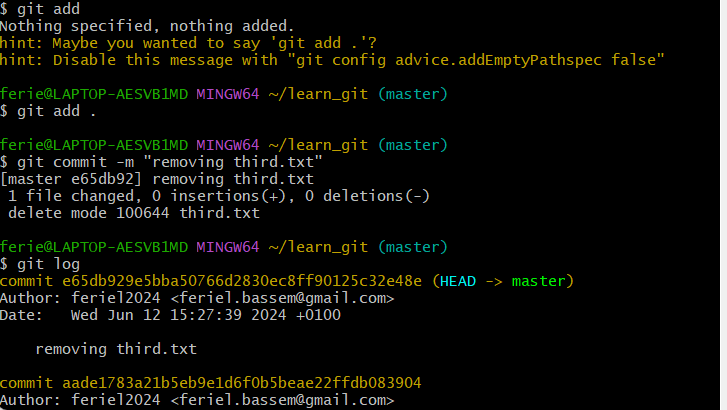 $ git add
Nothing specified, nothing added.
hint: Maybe you wanted to say 'git add .'?
hint: Disable this message with "git config advice.addEmptyPathspec false"
ferie@LAPTOP-AESVB1MD MINGW64 ~/learn_git (master)
$ git add .
ferie@LAPTOP-AESVB1MD MINGW64 ~/learn_git (master)
$ git commit -m "removing third.txt"
[master e65db92] removing third.txt
 1 file changed, 0 insertions(+), 0 deletions(-)
 delete mode 100644 third.txt
ferie@LAPTOP-AESVB1MD MINGW64 ~/learn_git (master)
$ git log
commit e65db929e5bba50766d2830ec8ff90125c32e48e (HEAD -> master)
Author: feriel2024 <feriel.bassem@gmail.com>
Date:   Wed Jun 12 15:27:39 2024 +0100
    removing third.txt
commit aade1783a21b5eb9e1d6f0b5beae22ffdb083904
Author: feriel2024 <feriel.bassem@gmail.com>